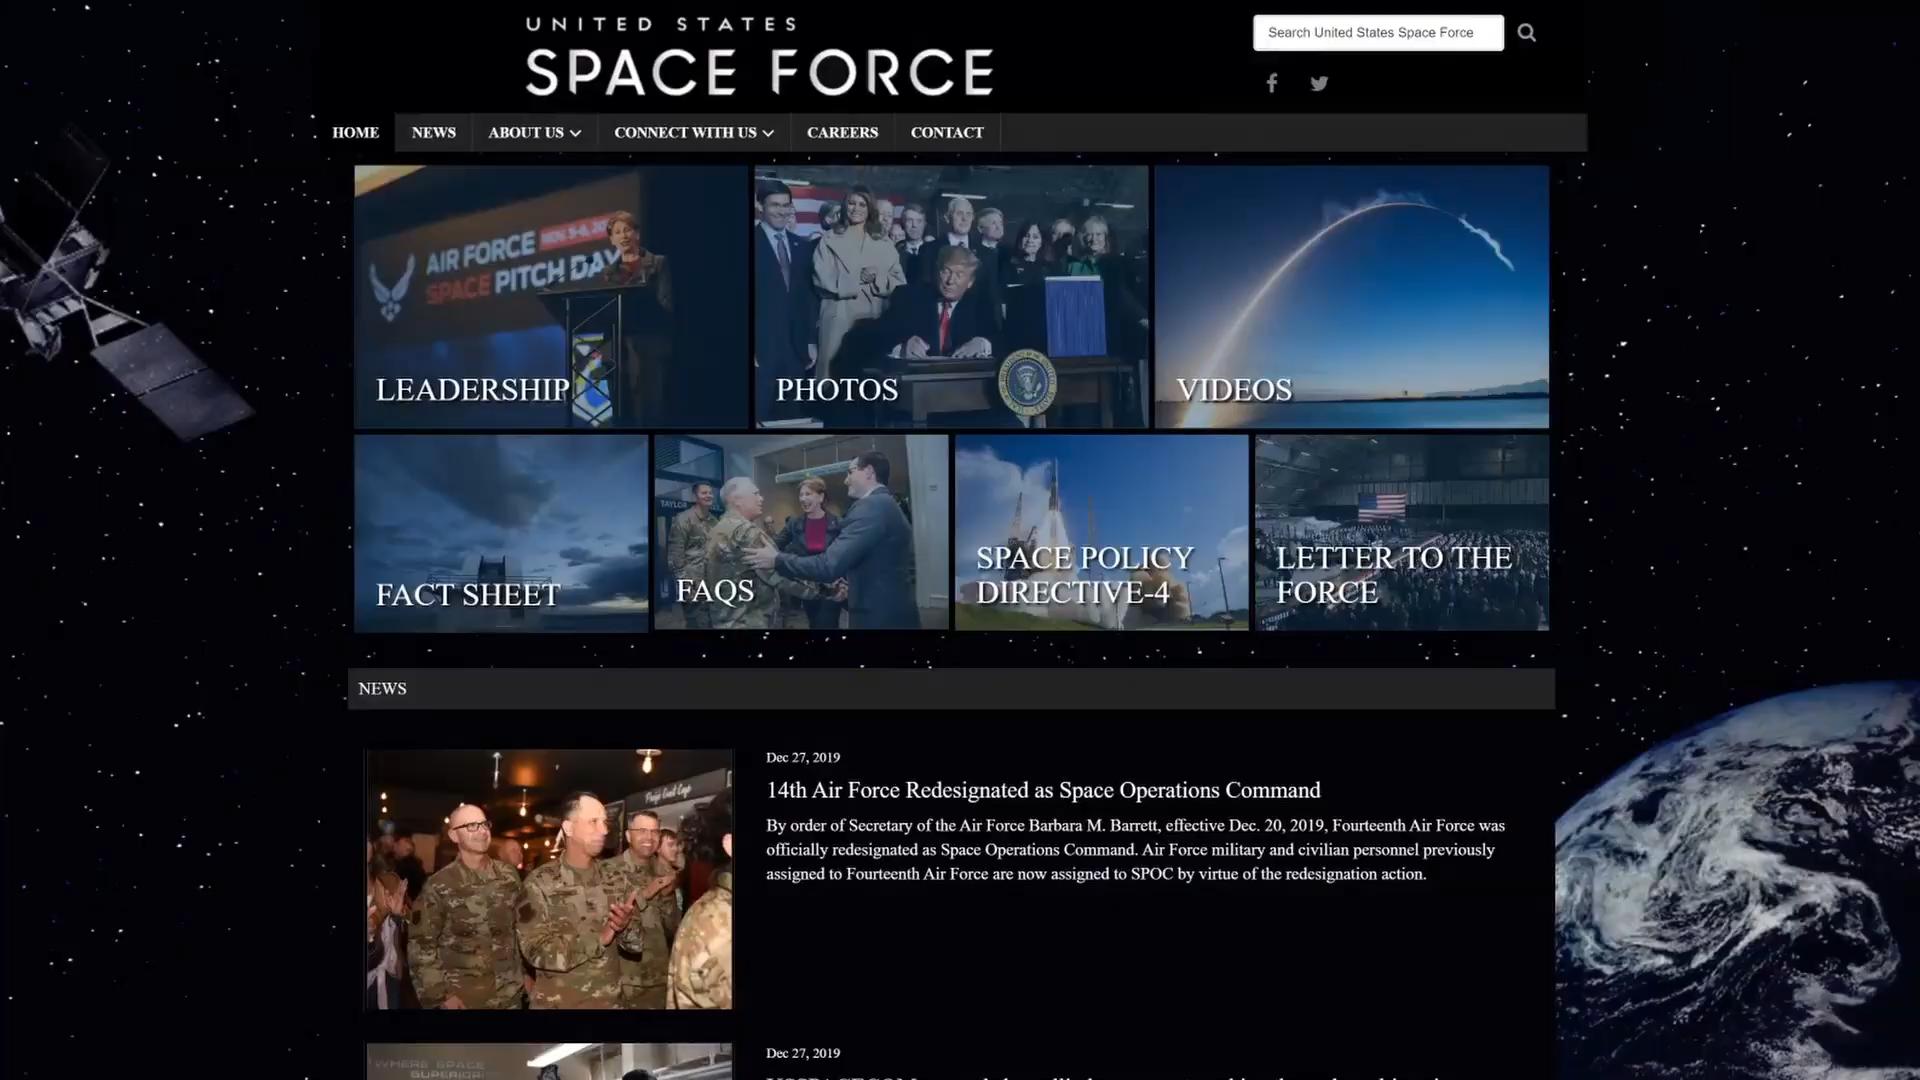 UNITED STATES
SPACE FORCE
Search United States Space Force
HOME
NEWS
ABOUT US
CONNECT WITH US
CAREERS
CONTACT
AIR FORCE
SPACE PITCH DAY
LEADERSHIP
PHOTOS
VIDEOS
FACT SHEET
TAYLOR
FAQS
SPACE POLICY
DIRECTIVE-4
LETTER TO THE
FORCE
NEWS
Dec 27, 2019
14th Air Force Redesignated as Space Operations Command
By order of Secretary of the Air Force Barbara M. Barrett, effective Dec. 20, 2019, Fourteenth Air Force was
officially redesignated as Space Operations Command. Air Force military and civilian personnel previously
assigned to Fourteenth Air Force are now assigned to SPOC by virtue of the redesignation action.
WHERE SPACE
Dec 27, 2019